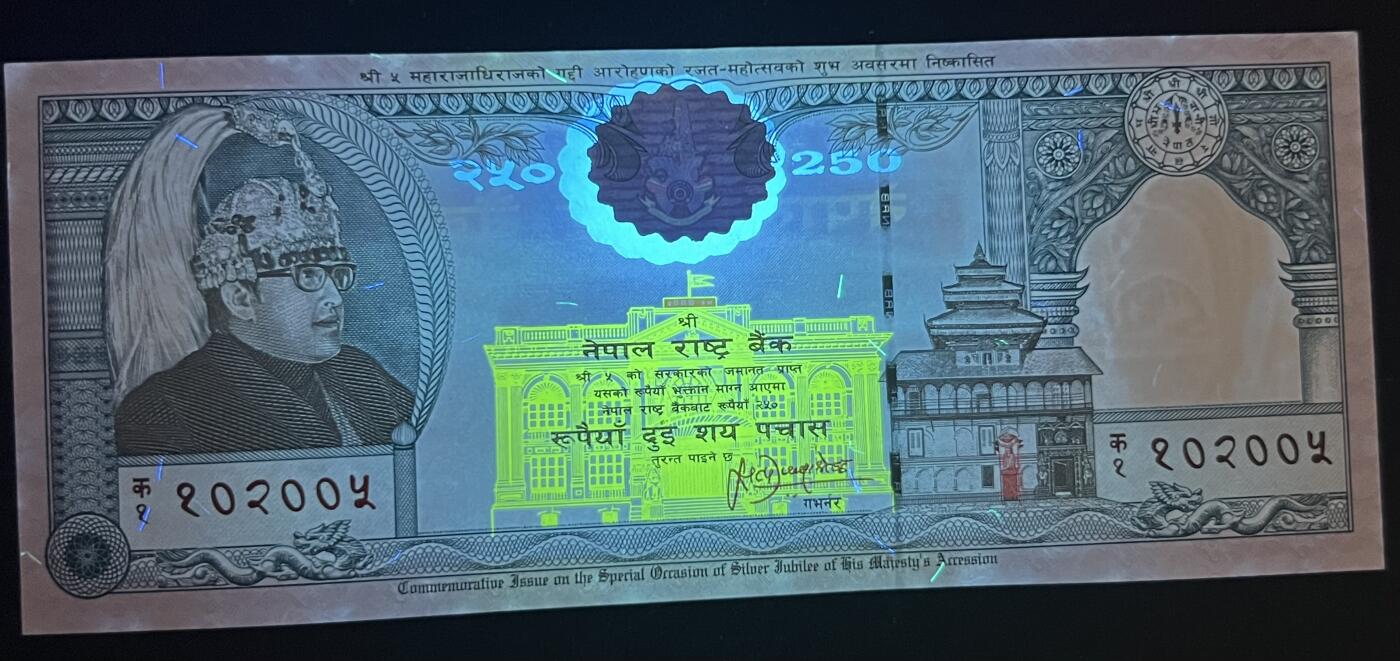 श्री ५ महाराजाधिराजको गद्दी आरोहणको रजत-महोत्सवको शुभ अवसरमा निष्कासित
२५० 250
श्री
नेपाल राष्ट्र बैंक
श्री ५ को सरकारको जमानत प्राप्त
यसको रूपैयाँ भुक्तान माग्न आएमा
नेपाल राष्ट्र बैंकबाट रूपैयाँ २५०
रूपैयाँ दुई शय पचास
तुरुन्त पाइने छ
गभर्नर
क १ १०२००५
क १ १०२००५
Commemorative Issue on the Special Occasion of Silver Jubilee of His Majesty's Accession